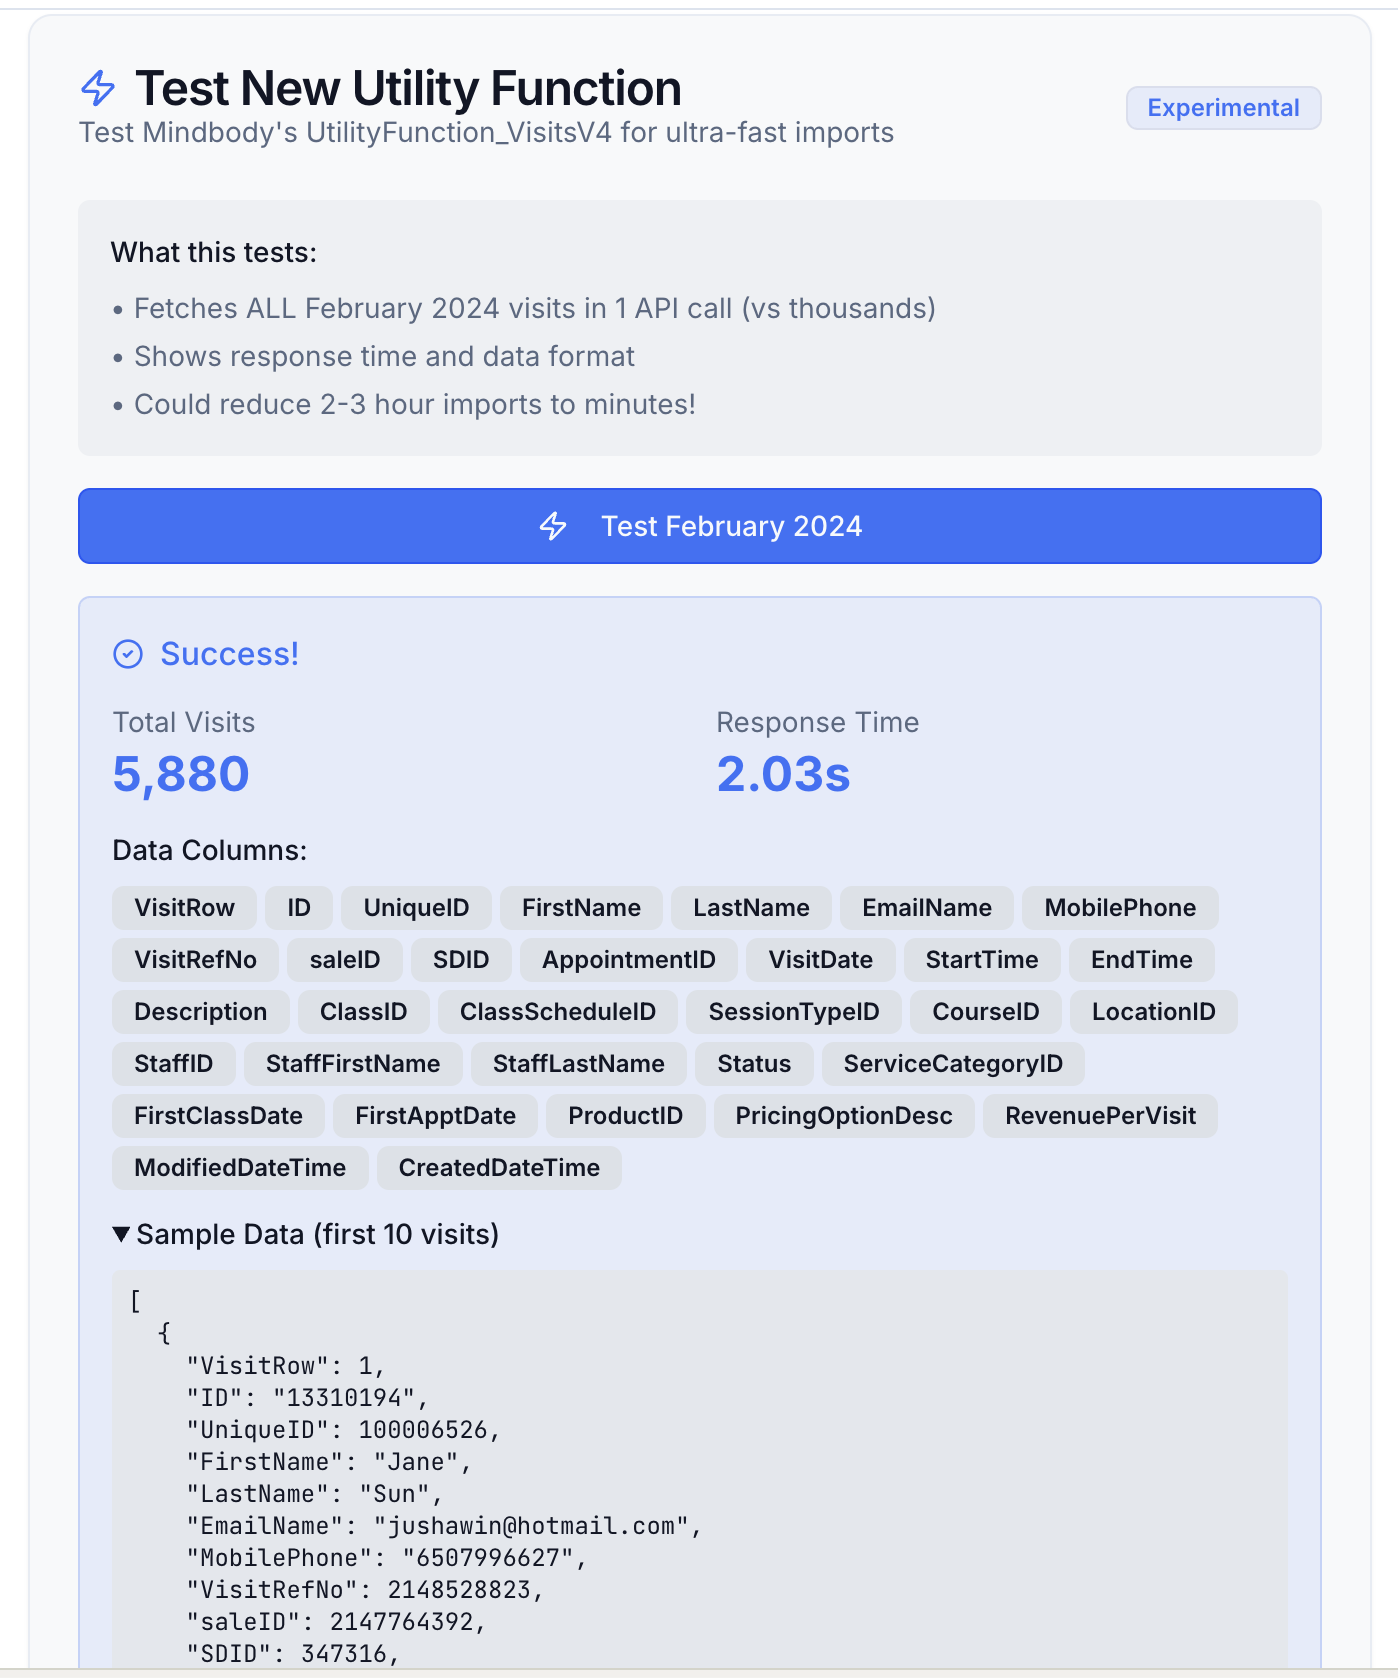 Test New Utility Function
Test Mindbody's UtilityFunction_VisitsV4 for ultra-fast imports
Experimental
What this tests:
• Fetches ALL February 2024 visits in 1 API call (vs thousands)
• Shows response time and data format
• Could reduce 2-3 hour imports to minutes!
Test February 2024
Success!
Total Visits
5,880
Response Time
2.03s
Data Columns:
VisitRow ID UniqueID FirstName LastName EmailName MobilePhone
VisitRefNo saleID SDID AppointmentID VisitDate StartTime EndTime
Description ClassID ClassScheduleID SessionTypeID CourseID LocationID
StaffID StaffFirstName StaffLastName Status ServiceCategoryID
FirstClassDate FirstApptDate ProductID PricingOptionDesc RevenuePerVisit
ModifiedDateTime CreatedDateTime
▼ Sample Data (first 10 visits)
[
  {
    "VisitRow": 1,
    "ID": "13310194",
    "UniqueID": 100006526,
    "FirstName": "Jane",
    "LastName": "Sun",
    "EmailName": "jushawin@hotmail.com",
    "MobilePhone": "6507996627",
    "VisitRefNo": 2148528823,
    "saleID": 2147764392,
    "SDID": 347316,